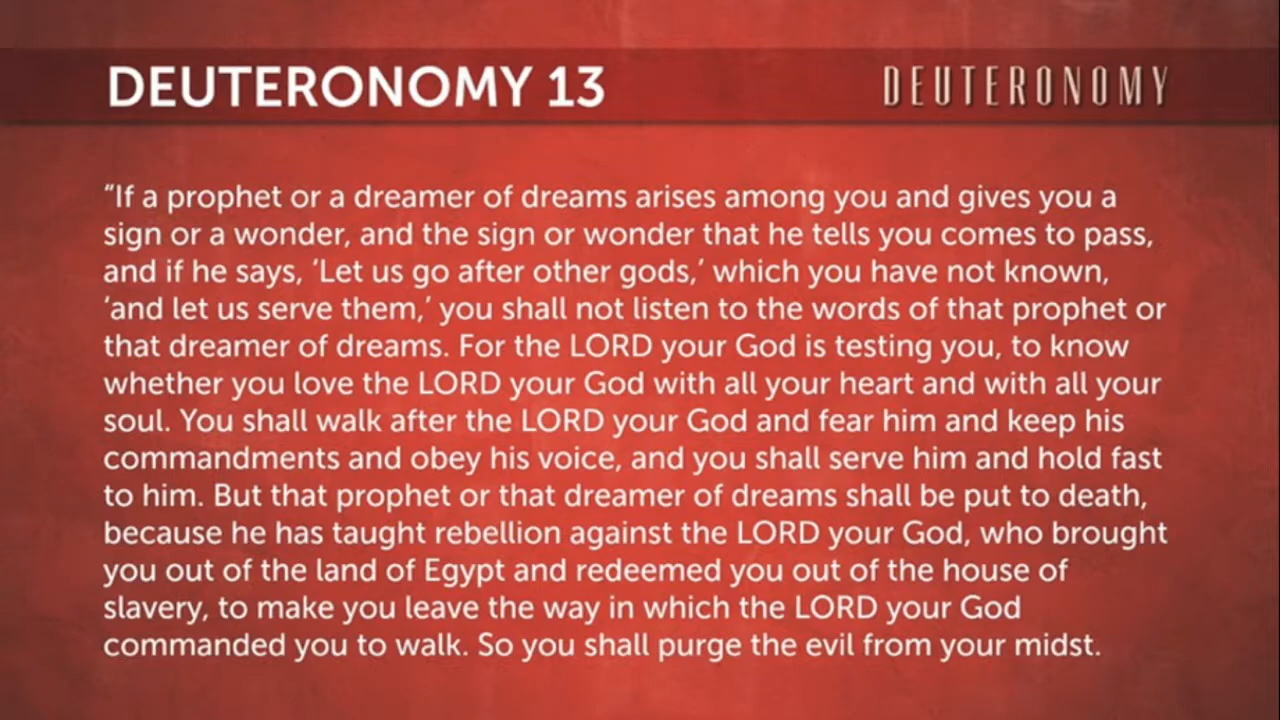 DEUTERONOMY 13
DEUTERONOMY
“If a prophet or a dreamer of dreams arises among you and gives you a
sign or a wonder, and the sign or wonder that he tells you comes to pass,
and if he says, ‘Let us go after other gods,’ which you have not known,
‘and let us serve them,’ you shall not listen to the words of that prophet or
that dreamer of dreams. For the LORD your God is testing you, to know
whether you love the LORD your God with all your heart and with all your
soul. You shall walk after the LORD your God and fear him and keep his
commandments and obey his voice, and you shall serve him and hold fast
to him. But that prophet or that dreamer of dreams shall be put to death,
because he has taught rebellion against the LORD your God, who brought
you out of the land of Egypt and redeemed you out of the house of
slavery, to make you leave the way in which the LORD your God
commanded you to walk. So you shall purge the evil from your midst.